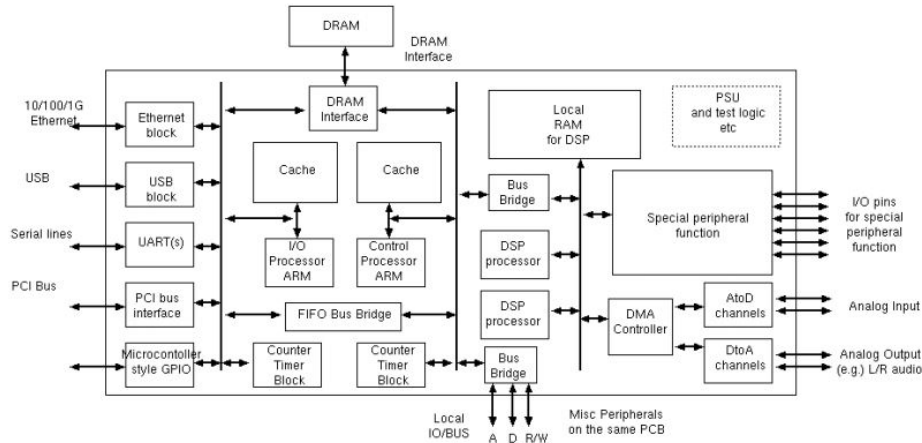 DRAM
DRAM
Interface
10/100/1G
Ethernet
Ethernet
block
DRAM
Interface
Local
RAM
for DSP
PSU
and test logic
etc
USB
USB
block
Cache
Cache
Bus
Bridge
Special peripheral
function
I/O pins
for special
peripheral
function
Serial lines
UART(s)
I/O
Processor
ARM
Control
Processor
ARM
DSP
processor
PCI Bus
PCI bus
interface
FIFO Bus Bridge
DSP
processor
DMA
Controller
AtoD
channels
Analog Input
Microcontoller
style GPIO
Counter
Timer
Block
Counter
Timer
Block
Bus
Bridge
DtoA
channels
Analog Output
(e.g.) L/R audio
Local
IO/BUS
A D R/W
Misc Peripherals
on the same PCB